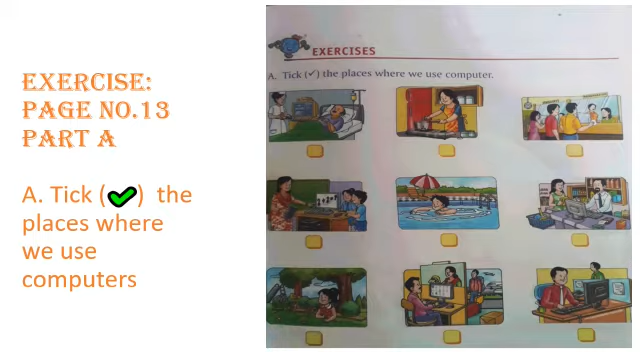 EXERCISE:
PAGE NO.13
PART A
A. Tick (✓) the
places where
we use
computers
EXERCISES
A. Tick (✓) the places where we use computer.